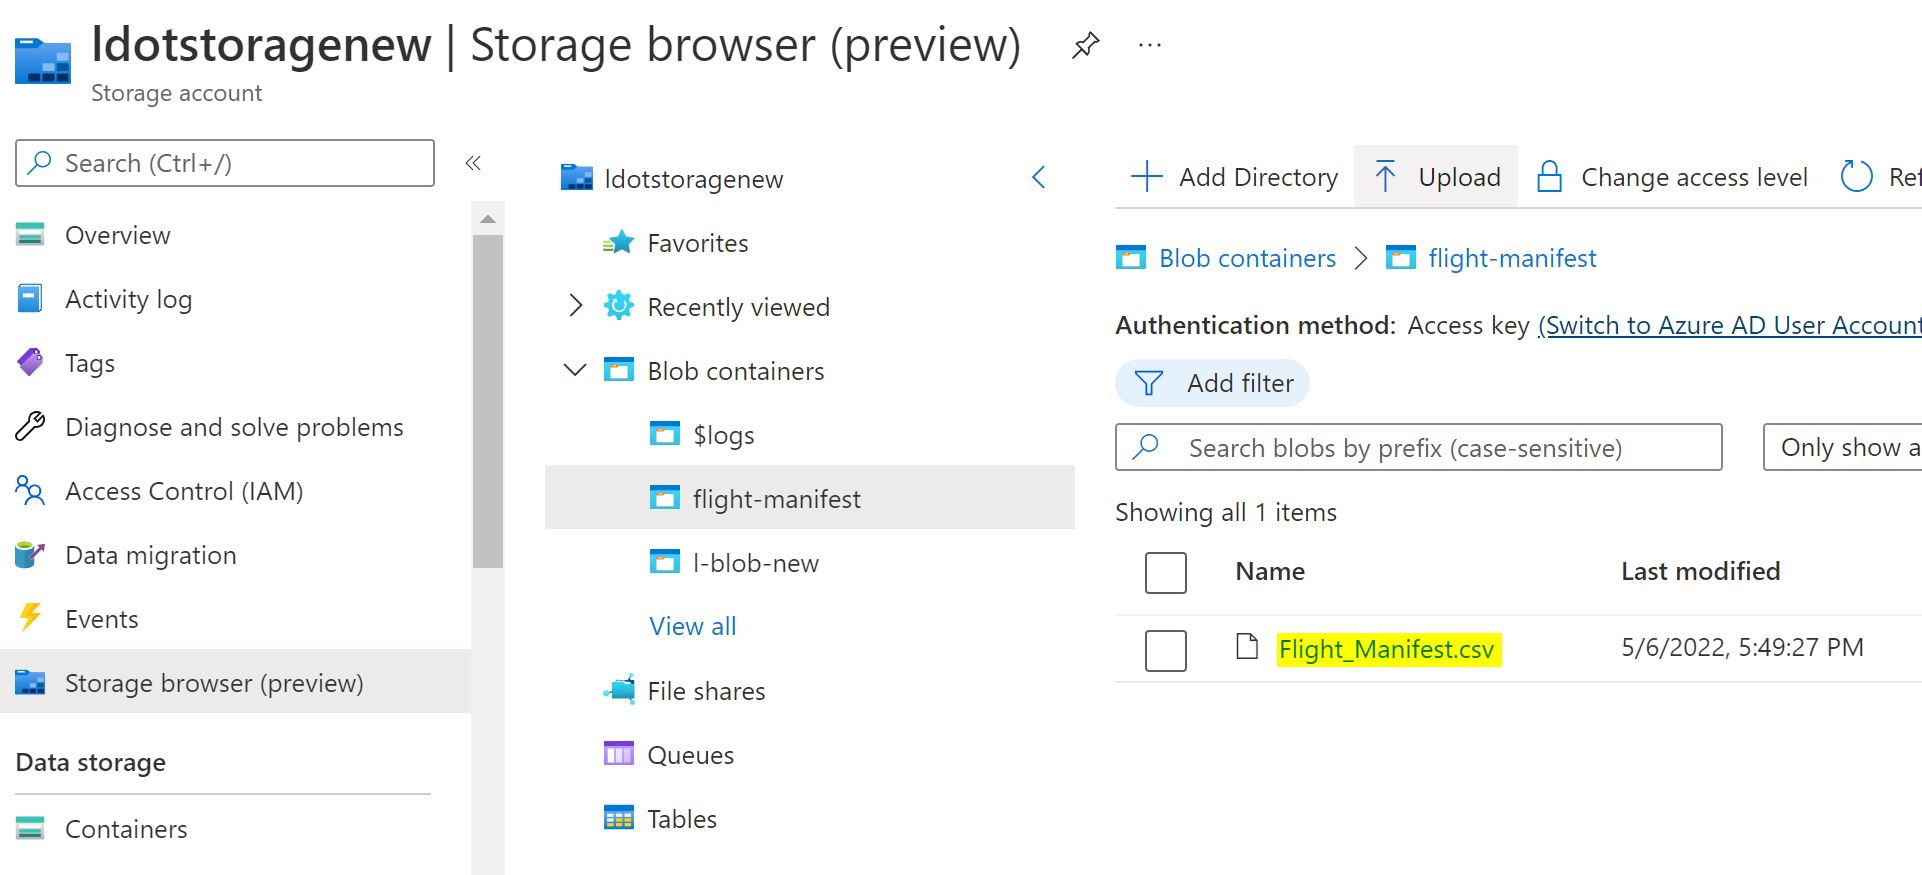 ldotstoragenew | Storage browser (preview) ...
Storage account
Search (Ctrl+/)
«
Overview
Activity log
Tags
Diagnose and solve problems
Access Control (IAM)
Data migration
Events
Storage browser (preview)
Data storage
Containers
ldotstoragenew
Favorites
Recently viewed
Blob containers
$logs
flight-manifest
l-blob-new
View all
File shares
Queues
Tables
Add Directory Upload Change access level Ref
Blob containers > flight-manifest
Authentication method: Access key (Switch to Azure AD User Account
Add filter
Search blobs by prefix (case-sensitive) Only show a
Showing all 1 items
Name Last modified
Flight_Manifest.csv 5/6/2022, 5:49:27 PM